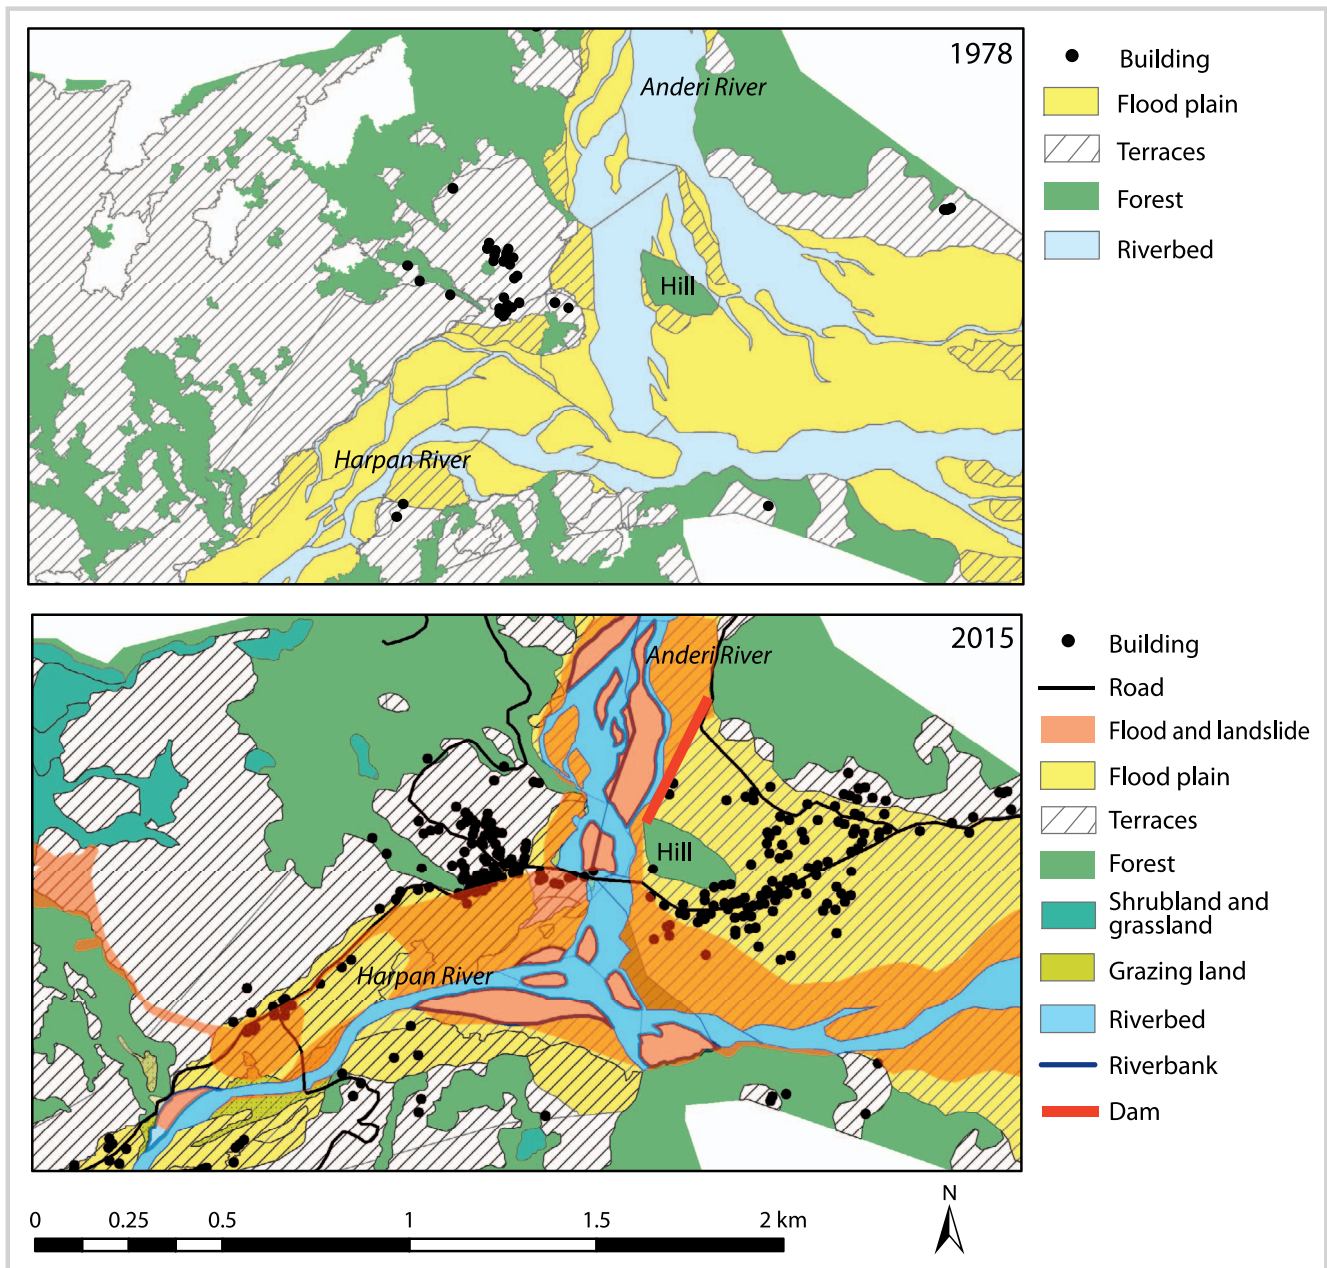 1978
Anderi River
Hill
Harpan River
Building
Flood plain
Terraces
Forest
Riverbed
2015
Anderi River
Hill
Harpan River
Building
Road
Flood and landslide
Flood plain
Terraces
Forest
Shrubland and
grassland
Grazing land
Riverbed
Riverbank
Dam
0 0.25 0.5 1 1.5 2 km
N